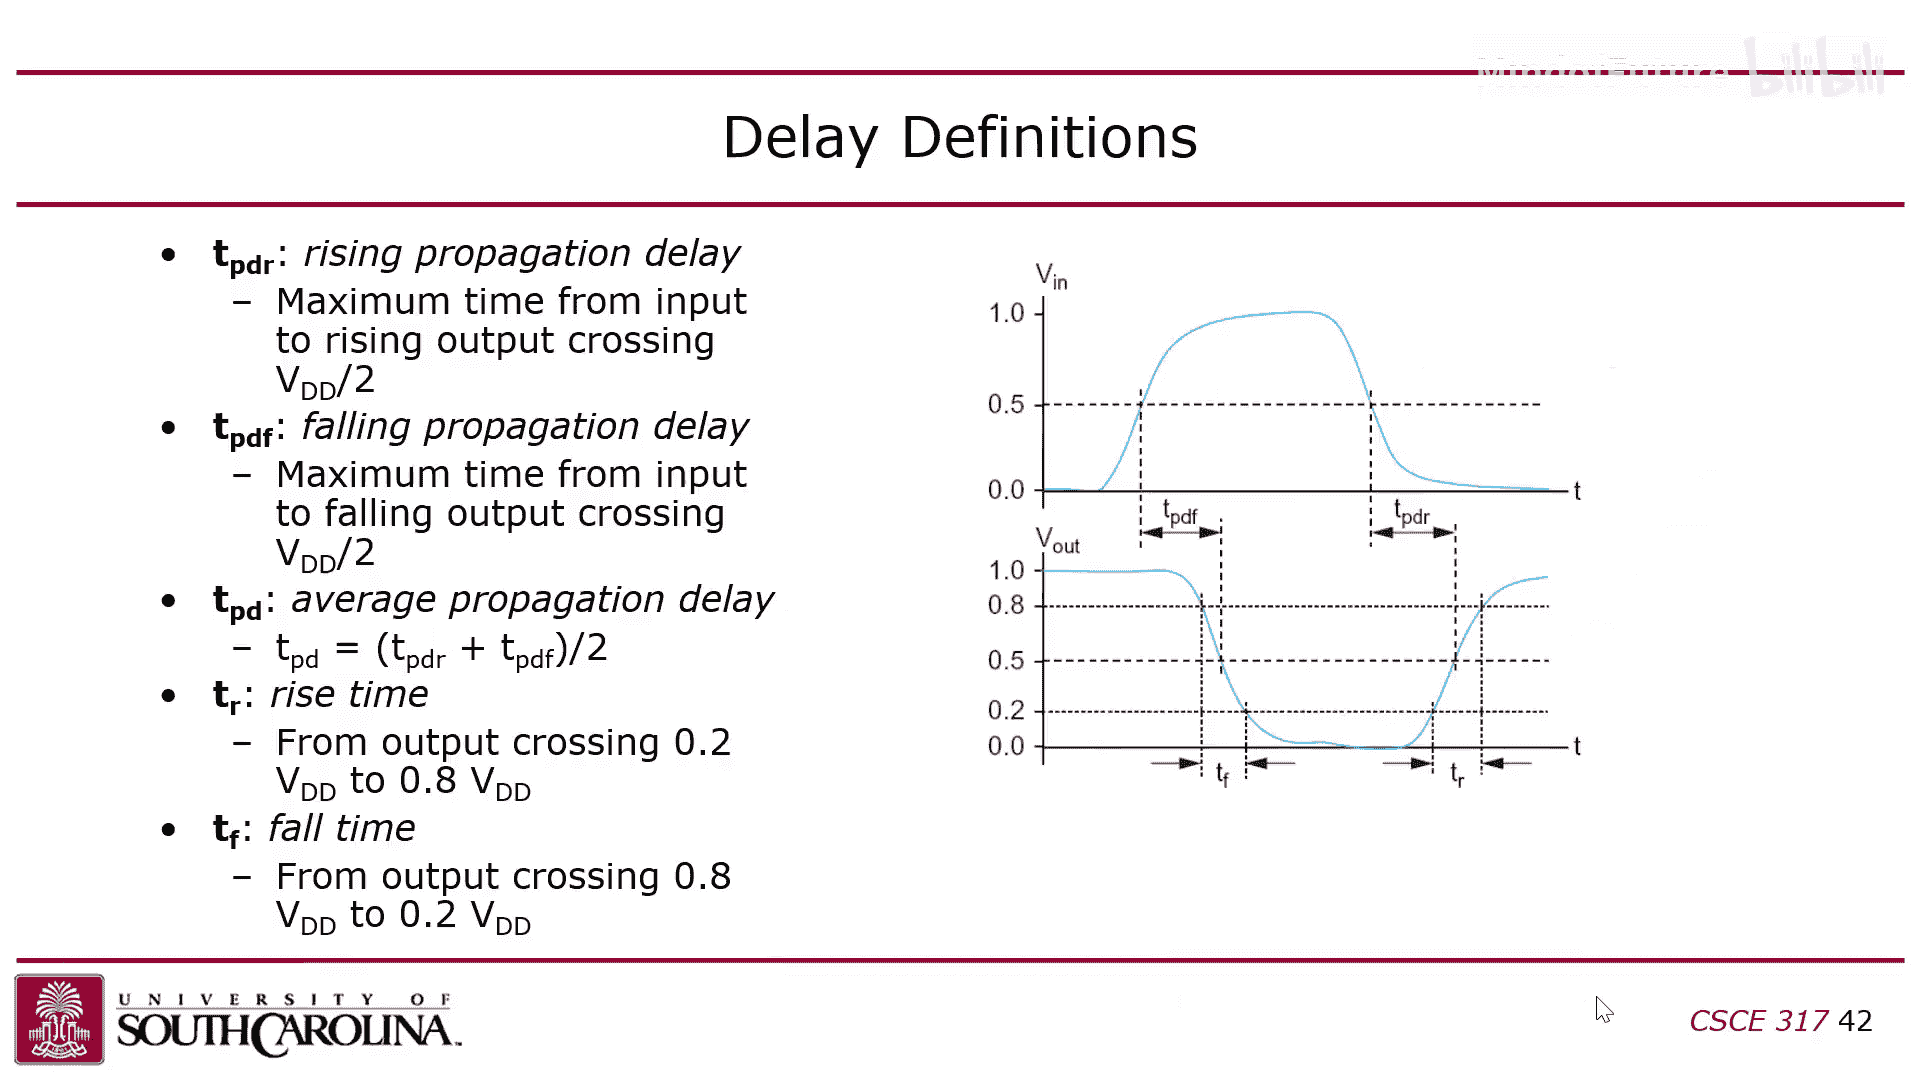 bilibili
Delay Definitions
• tpdr: rising propagation delay
– Maximum time from input
to rising output crossing
VDD/2
• tpdf: falling propagation delay
– Maximum time from input
to falling output crossing
VDD/2
• tpd: average propagation delay
– tpd = (tpdr + tpdf)/2
• tr: rise time
– From output crossing 0.2
VDD to 0.8 VDD
• tf: fall time
– From output crossing 0.8
VDD to 0.2 VDD
Vin
1.0
0.5
0.0
t
tpdf
tpdr
Vout
1.0
0.8
0.5
0.2
0.0
t
tf
tr
UNIVERSITY OF
SOUTH CAROLINA
CSCE 317 42